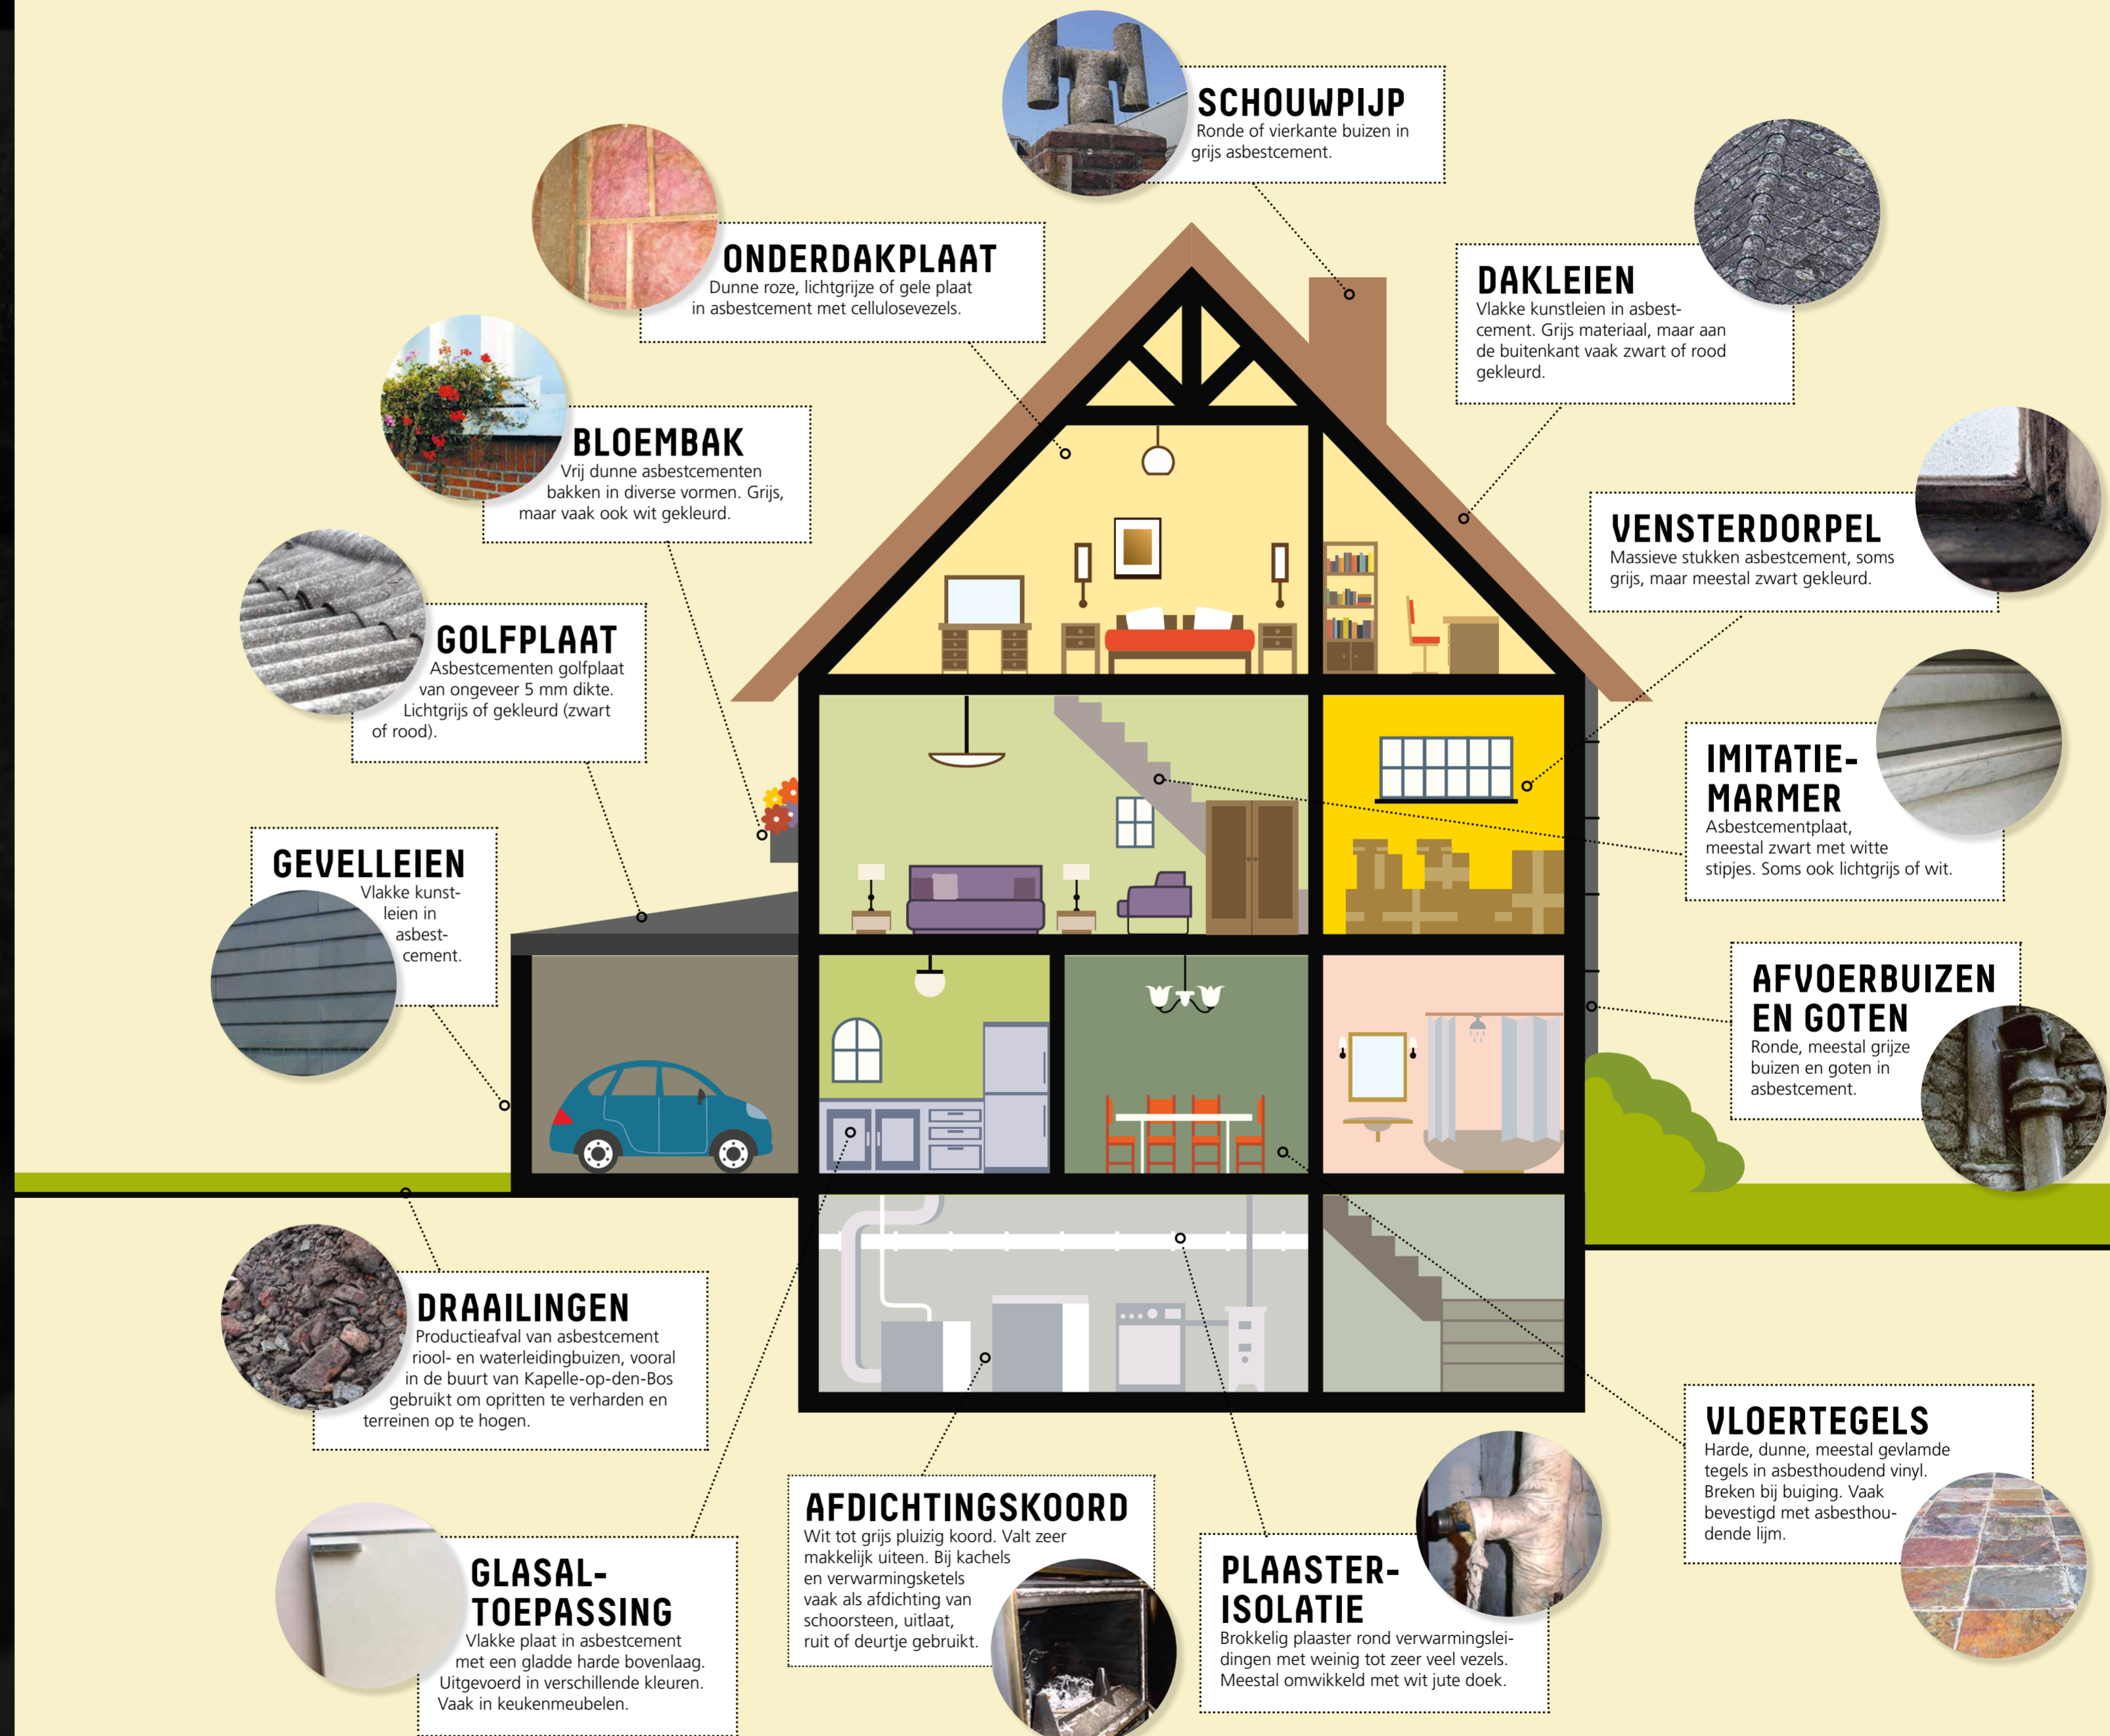 SCHOUWPIJP
Ronde of vierkante buizen in
grijs asbestcement.
ONDERDAKPLAAT
Dunne roze, lichtgrijze of gele plaat
in asbestcement met cellulosevezels.
DAKLEIEN
Vlakke kunstleien in asbest-
cement. Grijs materiaal, maar aan
de buitenkant vaak zwart of rood
gekleurd.
BLOEMBAK
Vrij dunne asbestcementen
bakken in diverse vormen. Grijs,
maar vaak ook wit gekleurd.
VENSTERDORPEL
Massieve stukken asbestcement, soms
grijs, maar meestal zwart gekleurd.
GOLFPLAAT
Asbestcementen golfplaat
van ongeveer 5 mm dikte.
Lichtgrijs of gekleurd (zwart
of rood).
IMITATIE-
MARMER
Asbestcementplaat,
meestal zwart met witte
stipjes. Soms ook lichtgrijs of wit.
GEVELLEIEN
Vlakke kunst-
leien in
asbest-
cement.
AFVOERBUIZEN
EN GOTEN
Ronde, meestal grijze
buizen en goten in
asbestcement.
DRAAILINGEN
Productieafval van asbestcement
riool- en waterleidingbuizen, vooral
in de buurt van Kapelle-op-den-Bos
gebruikt om opritten te verharden en
terreinen op te hogen.
VLOERTEGELS
Harde, dunne, meestal gevlamde
tegels in asbesthoudend vinyl.
Breken bij buiging. Vaak
bevestigd met asbesthou-
dende lijm.
GLASAL-
TOEPASSING
Vlakke plaat in asbestcement
met een gladde harde bovenlaag.
Uitgevoerd in verschillende kleuren.
Vaak in keukenmeubelen.
AFDICHTINGSKOORD
Wit tot grijs pluizig koord. Valt zeer
makkelijk uiteen. Bij kachels
en verwarmingsketels
vaak als afdichting van
schoorsteen, uitlaat,
ruit of deurtje gebruikt.
PLAASTER-
ISOLATIE
Brokkelig plaaster rond verwarmingslei-
dingen met weinig tot zeer veel vezels.
Meestal omwikkeld met wit jute doek.